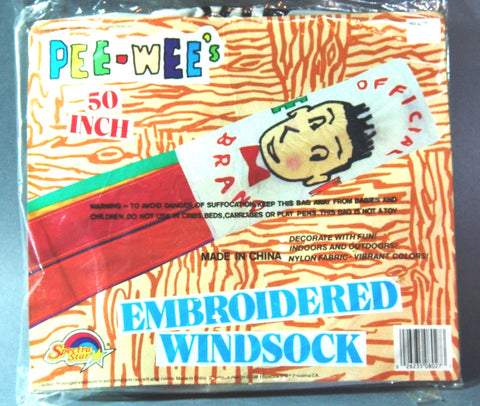 PEE-WEE's
50
INCH
OFFICIAL
BRAND
WARNING - TO AVOID DANGER OF SUFFOCATION, KEEP THIS BAG AWAY FROM BABIES AND
CHILDREN. DO NOT USE IN CRIBS, BEDS, CARRIAGES OR PLAY PENS. THIS BAG IS NOT A TOY
DECORATE WITH FUN!
MADE IN CHINA
INDOORS AND OUTDOORS!
NYLON FABRIC - VIBRANT COLORS!
EMBROIDERED
WINDSOCK
Spectra
Star